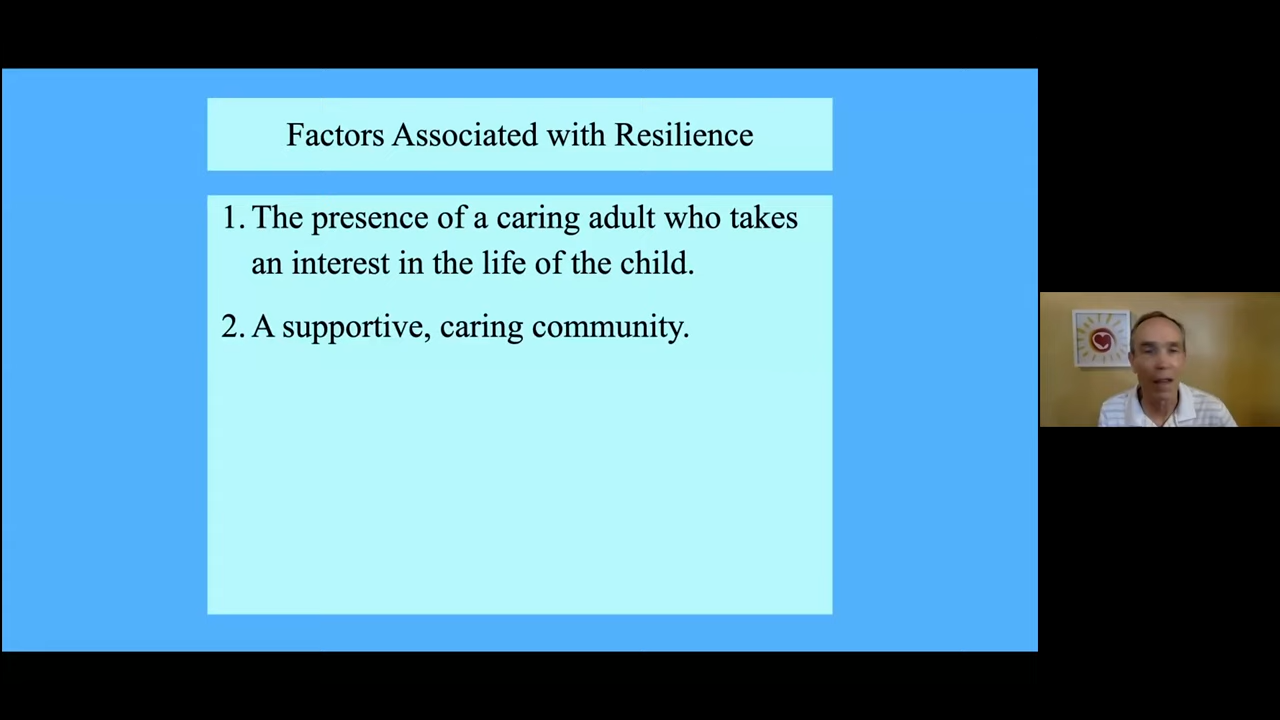 Factors Associated with Resilience
1. The presence of a caring adult who takes
an interest in the life of the child.
2. A supportive, caring community.